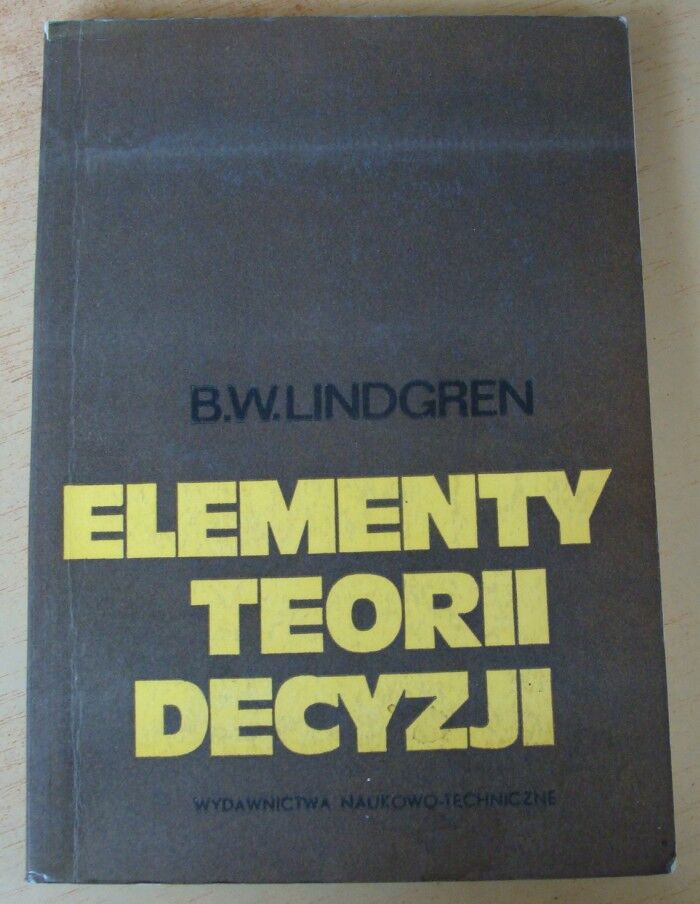 B.W.LINDGREN
ELEMENTY
TEORII
DECYZJI
WYDAWNICTWA NAUKOWO-TECHNICZNE